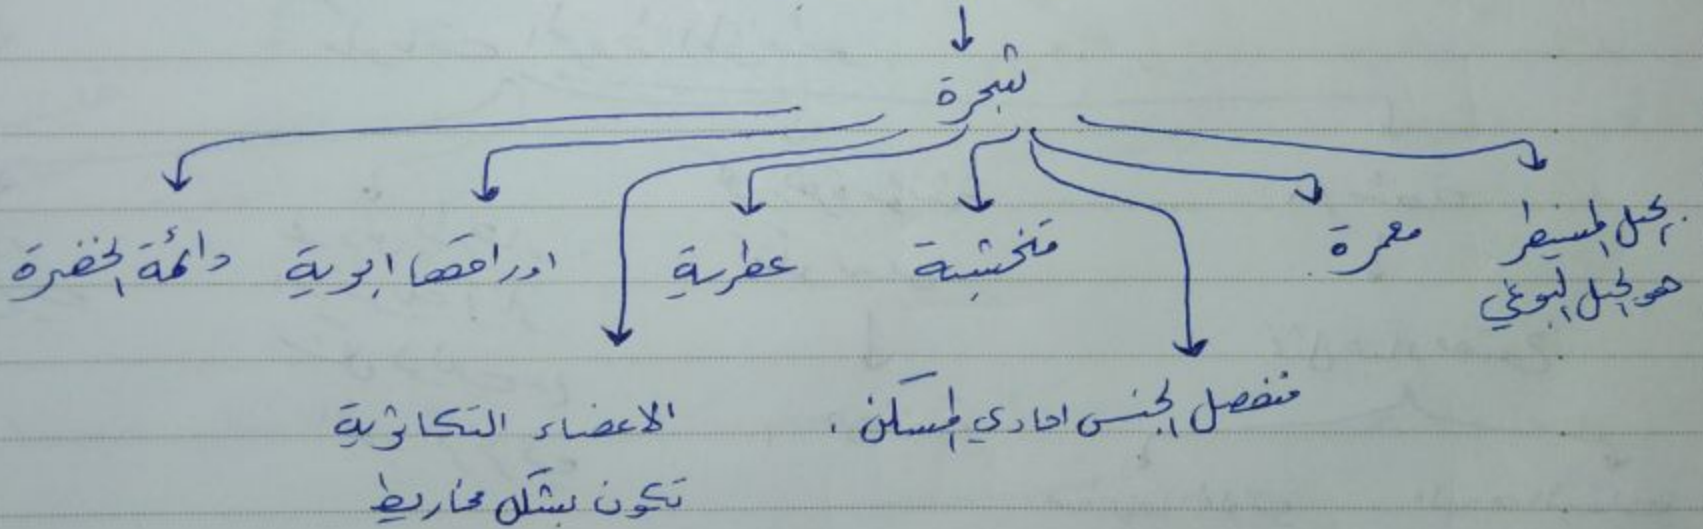 شجرة
الجيل المسيطر
هو الجيل البوغي
معمرة
متخشبة
عطرية
اوراقها ابرية
دائمة الخضرة
منفصل الجنس احادي المسكن .
الاعضاء التكاثرية
تكون بشكل مخاريط